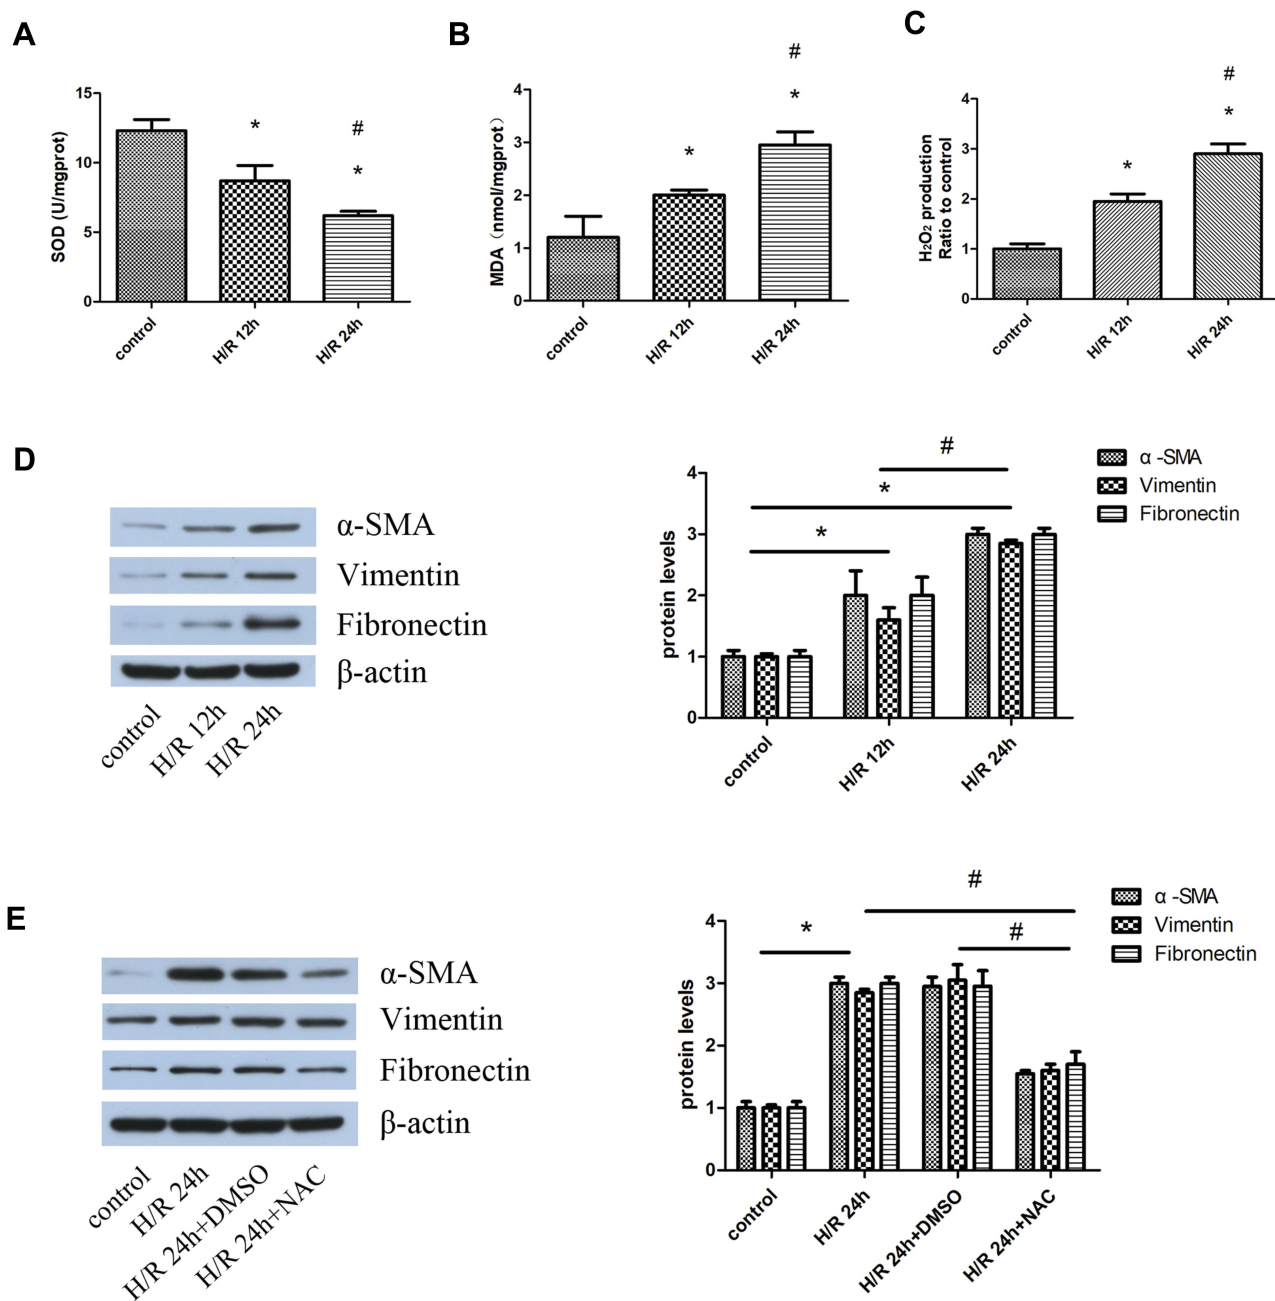 A
SOD (U/mgprot)
15
10
5
0
*
#
*
control
H/R 12h
H/R 24h
B
MDA（nmol/mgprot）
4
3
2
1
0
*
#
*
control
H/R 12h
H/R 24h
C
H₂O₂ production
Ratio to control
4
3
2
1
0
*
#
*
control
H/R 12h
H/R 24h
D
α-SMA
Vimentin
Fibronectin
β-actin
control
H/R 12h
H/R 24h
protein levels
4
3
2
1
0
#
*
*
control
H/R 12h
H/R 24h
α -SMA
Vimentin
Fibronectin
E
α-SMA
Vimentin
Fibronectin
β-actin
control
H/R 24h
H/R 24h+DMSO
H/R 24h+NAC
protein levels
4
3
2
1
0
#
*
#
control
H/R 24h
H/R 24h+DMSO
H/R 24h+NAC
α -SMA
Vimentin
Fibronectin